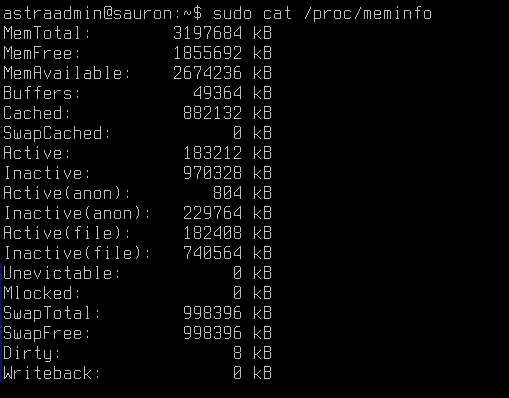 astraadmin@sauron:~$ sudo cat /proc/meminfo
MemTotal: 3197684 kB
MemFree: 1855692 kB
MemAvailable: 2674236 kB
Buffers: 49364 kB
Cached: 882132 kB
SwapCached: 0 kB
Active: 183212 kB
Inactive: 970328 kB
Active(anon): 804 kB
Inactive(anon): 229764 kB
Active(file): 182408 kB
Inactive(file): 740564 kB
Unevictable: 0 kB
Mlocked: 0 kB
SwapTotal: 998396 kB
SwapFree: 998396 kB
Dirty: 8 kB
Writeback: 0 kB